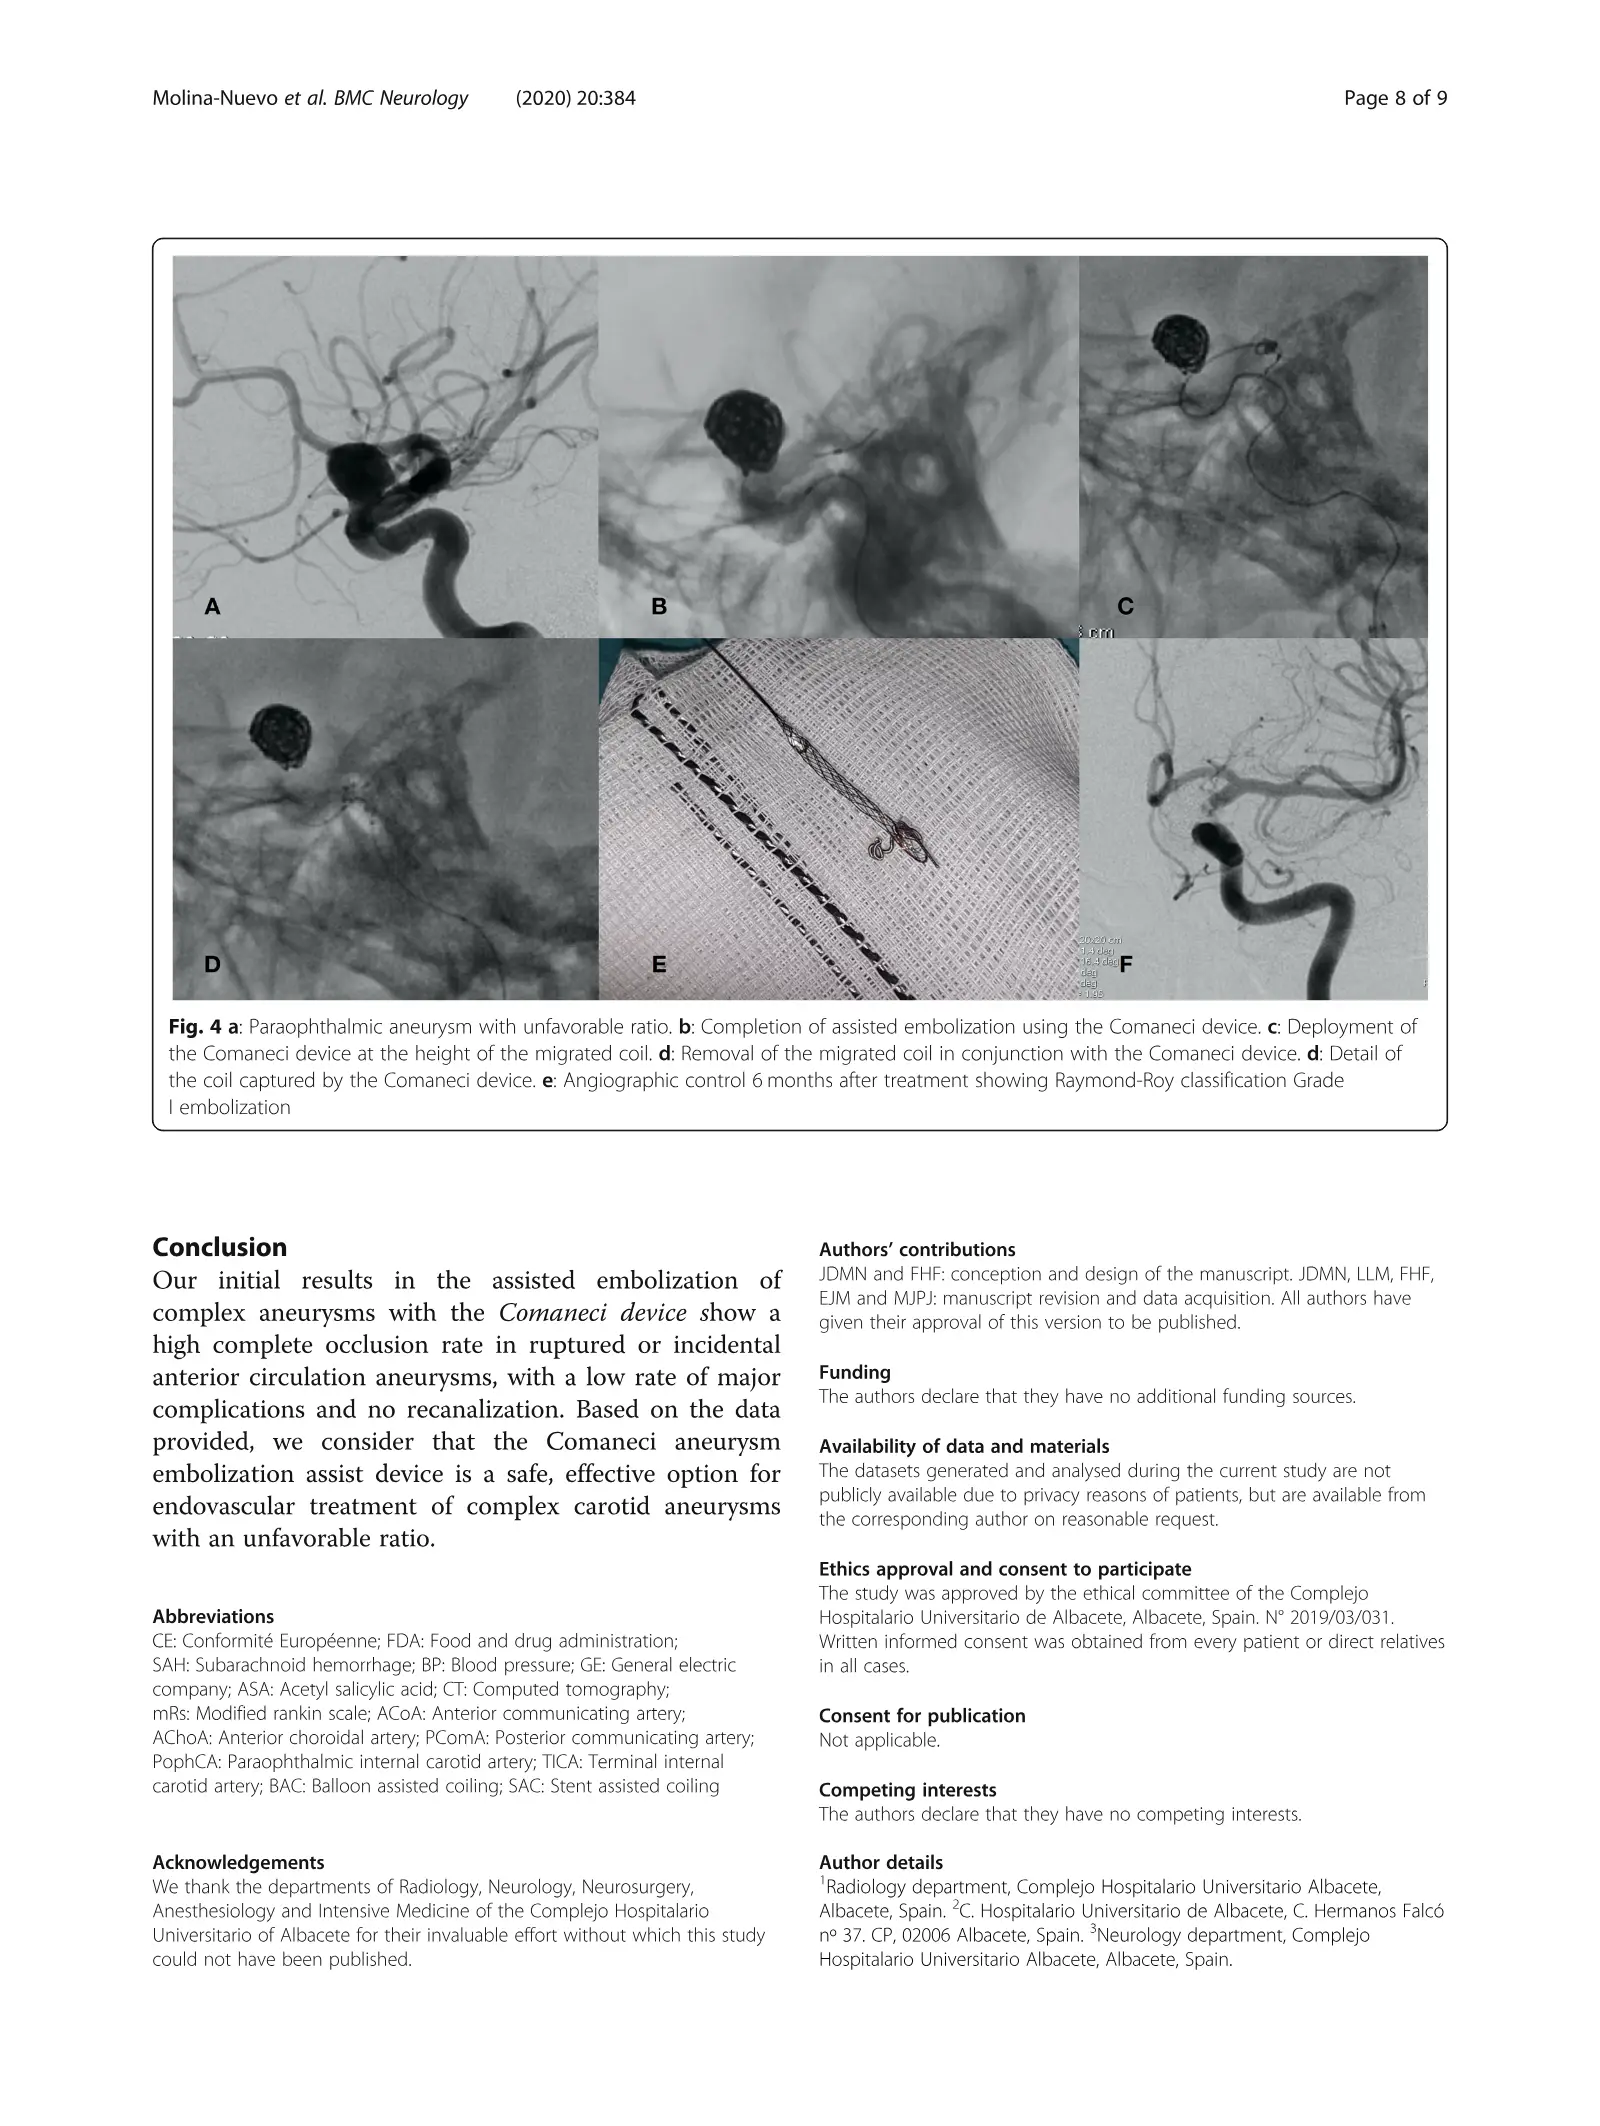 Molina-Nuevo et al. BMC Neurology (2020) 20:384 Page 8 of 9
A
B
C
cm
D
E
20x20 cm
F
Fig. 4 a: Paraophthalmic aneurysm with unfavorable ratio. b: Completion of assisted embolization using the Comaneci device. c: Deployment of
the Comaneci device at the height of the migrated coil. d: Removal of the migrated coil in conjunction with the Comaneci device. d: Detail of
the coil captured by the Comaneci device. e: Angiographic control 6 months after treatment showing Raymond-Roy classification Grade
I embolization
Conclusion
Our initial results in the assisted embolization of
complex aneurysms with the Comaneci device show a
high complete occlusion rate in ruptured or incidental
anterior circulation aneurysms, with a low rate of major
complications and no recanalization. Based on the data
provided, we consider that the Comaneci aneurysm
embolization assist device is a safe, effective option for
endovascular treatment of complex carotid aneurysms
with an unfavorable ratio.
Abbreviations
CE: Conformité Européenne; FDA: Food and drug administration;
SAH: Subarachnoid hemorrhage; BP: Blood pressure; GE: General electric
company; ASA: Acetyl salicylic acid; CT: Computed tomography;
mRs: Modified rankin scale; ACoA: Anterior communicating artery;
AChoA: Anterior choroidal artery; PComA: Posterior communicating artery;
PophCA: Paraophthalmic internal carotid artery; TICA: Terminal internal
carotid artery; BAC: Balloon assisted coiling; SAC: Stent assisted coiling
Acknowledgements
We thank the departments of Radiology, Neurology, Neurosurgery,
Anesthesiology and Intensive Medicine of the Complejo Hospitalario
Universitario of Albacete for their invaluable effort without which this study
could not have been published.
Authors' contributions
JDMN and FHF: conception and design of the manuscript. JDMN, LLM, FHF,
EJM and MJPJ: manuscript revision and data acquisition. All authors have
given their approval of this version to be published.
Funding
The authors declare that they have no additional funding sources.
Availability of data and materials
The datasets generated and analysed during the current study are not
publicly available due to privacy reasons of patients, but are available from
the corresponding author on reasonable request.
Ethics approval and consent to participate
The study was approved by the ethical committee of the Complejo
Hospitalario Universitario de Albacete, Albacete, Spain. N° 2019/03/031.
Written informed consent was obtained from every patient or direct relatives
in all cases.
Consent for publication
Not applicable.
Competing interests
The authors declare that they have no competing interests.
Author details
1Radiology department, Complejo Hospitalario Universitario Albacete,
Albacete, Spain. 2C. Hospitalario Universitario de Albacete, C. Hermanos Falcó
nº 37. CP, 02006 Albacete, Spain. 3Neurology department, Complejo
Hospitalario Universitario Albacete, Albacete, Spain.